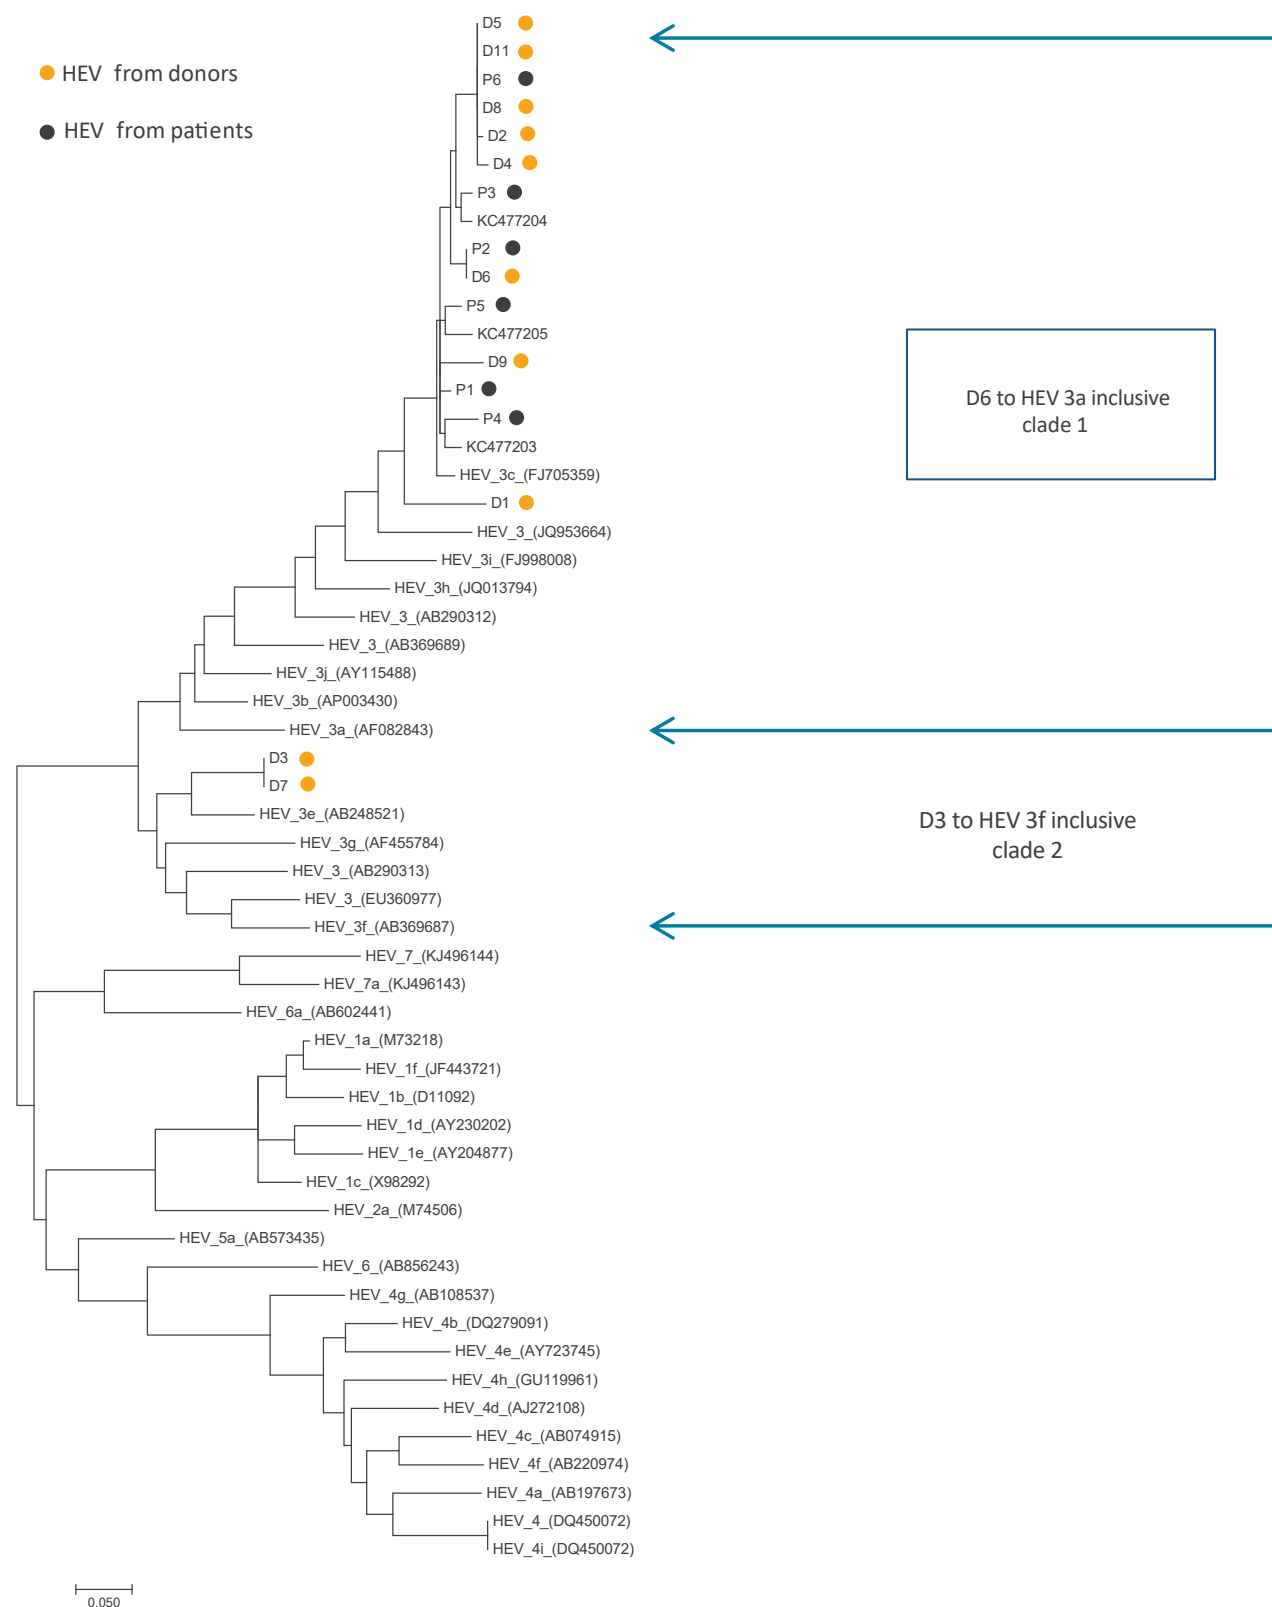 HEV from donors
HEV from patients
D5
D11
P6
D8
D2
D4
P3
KC477204
P2
D6
P5
KC477205
D9
P1
P4
KC477203
HEV_3c_(FJ705359)
D1
HEV_3_(JQ953664)
HEV_3i_(FJ998008)
HEV_3h_(JQ013794)
HEV_3_(AB290312)
HEV_3_(AB369689)
HEV_3j_(AY115488)
HEV_3b_(AP003430)
HEV_3a_(AF082843)
D3
D7
HEV_3e_(AB248521)
HEV_3g_(AF455784)
HEV_3_(AB290313)
HEV_3_(EU360977)
HEV_3f_(AB369687)
HEV_7_(KJ496144)
HEV_7a_(KJ496143)
HEV_6a_(AB602441)
HEV_1a_(M73218)
HEV_1f_(JF443721)
HEV_1b_(D11092)
HEV_1d_(AY230202)
HEV_1e_(AY204877)
HEV_1c_(X98292)
HEV_2a_(M74506)
HEV_5a_(AB573435)
HEV_6_(AB856243)
HEV_4g_(AB108537)
HEV_4b_(DQ279091)
HEV_4e_(AY723745)
HEV_4h_(GU119961)
HEV_4d_(AJ272108)
HEV_4c_(AB074915)
HEV_4f_(AB220974)
HEV_4a_(AB197673)
HEV_4_(DQ450072)
HEV_4i_(DQ450072)
0.050
D6 to HEV 3a inclusive
clade 1
D3 to HEV 3f inclusive
clade 2